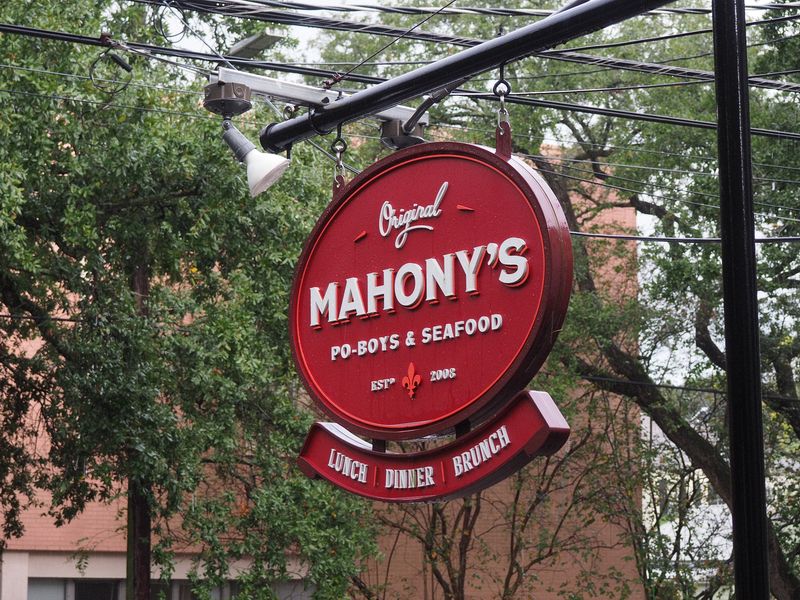 Original
MAHONY'S
PO-BOYS & SEAFOOD
ESTD 2008
LUNCH DINNER BRUNCH